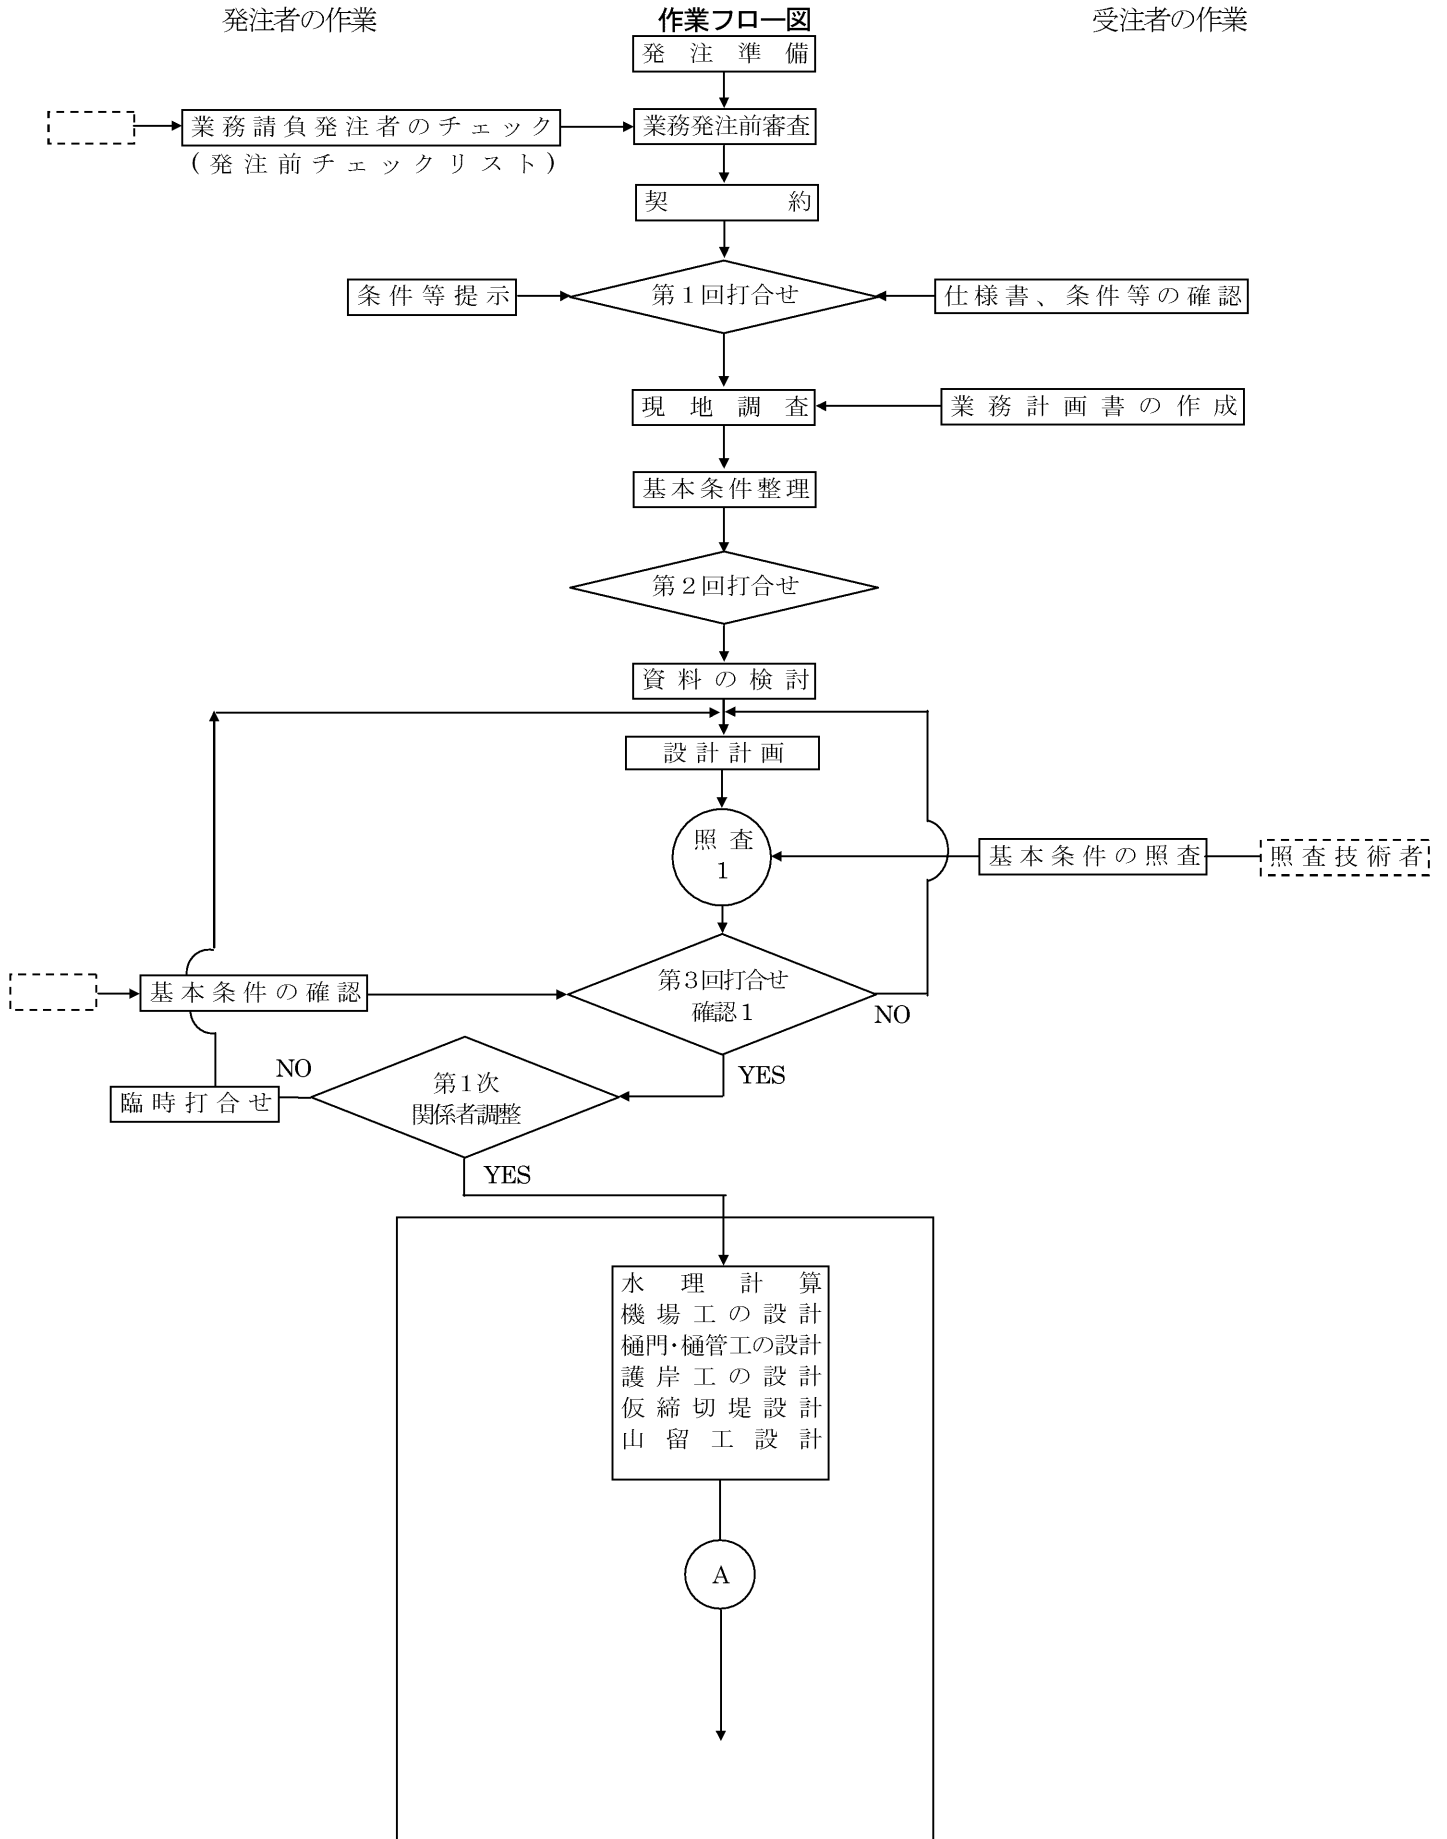 発注者の作業
作業フロー図
受注者の作業
発注準備
業務請負発注者のチェック
業務発注前審査
(発注前チェックリスト)
契約
条件等提示
第１回打合せ
仕様書、条件等の確認
現地調査
業務計画書の作成
基本条件整理
第２回打合せ
資料の検討
設計計画
照査
１
基本条件の照査
照査技術者
基本条件の確認
第３回打合せ
確認１
NO
YES
NO
第１次
関係者調整
臨時打合せ
YES
水理計算
機場工の設計
樋門・樋管工の設計
護岸工の設計
仮締切堤設計
山留工設計
A